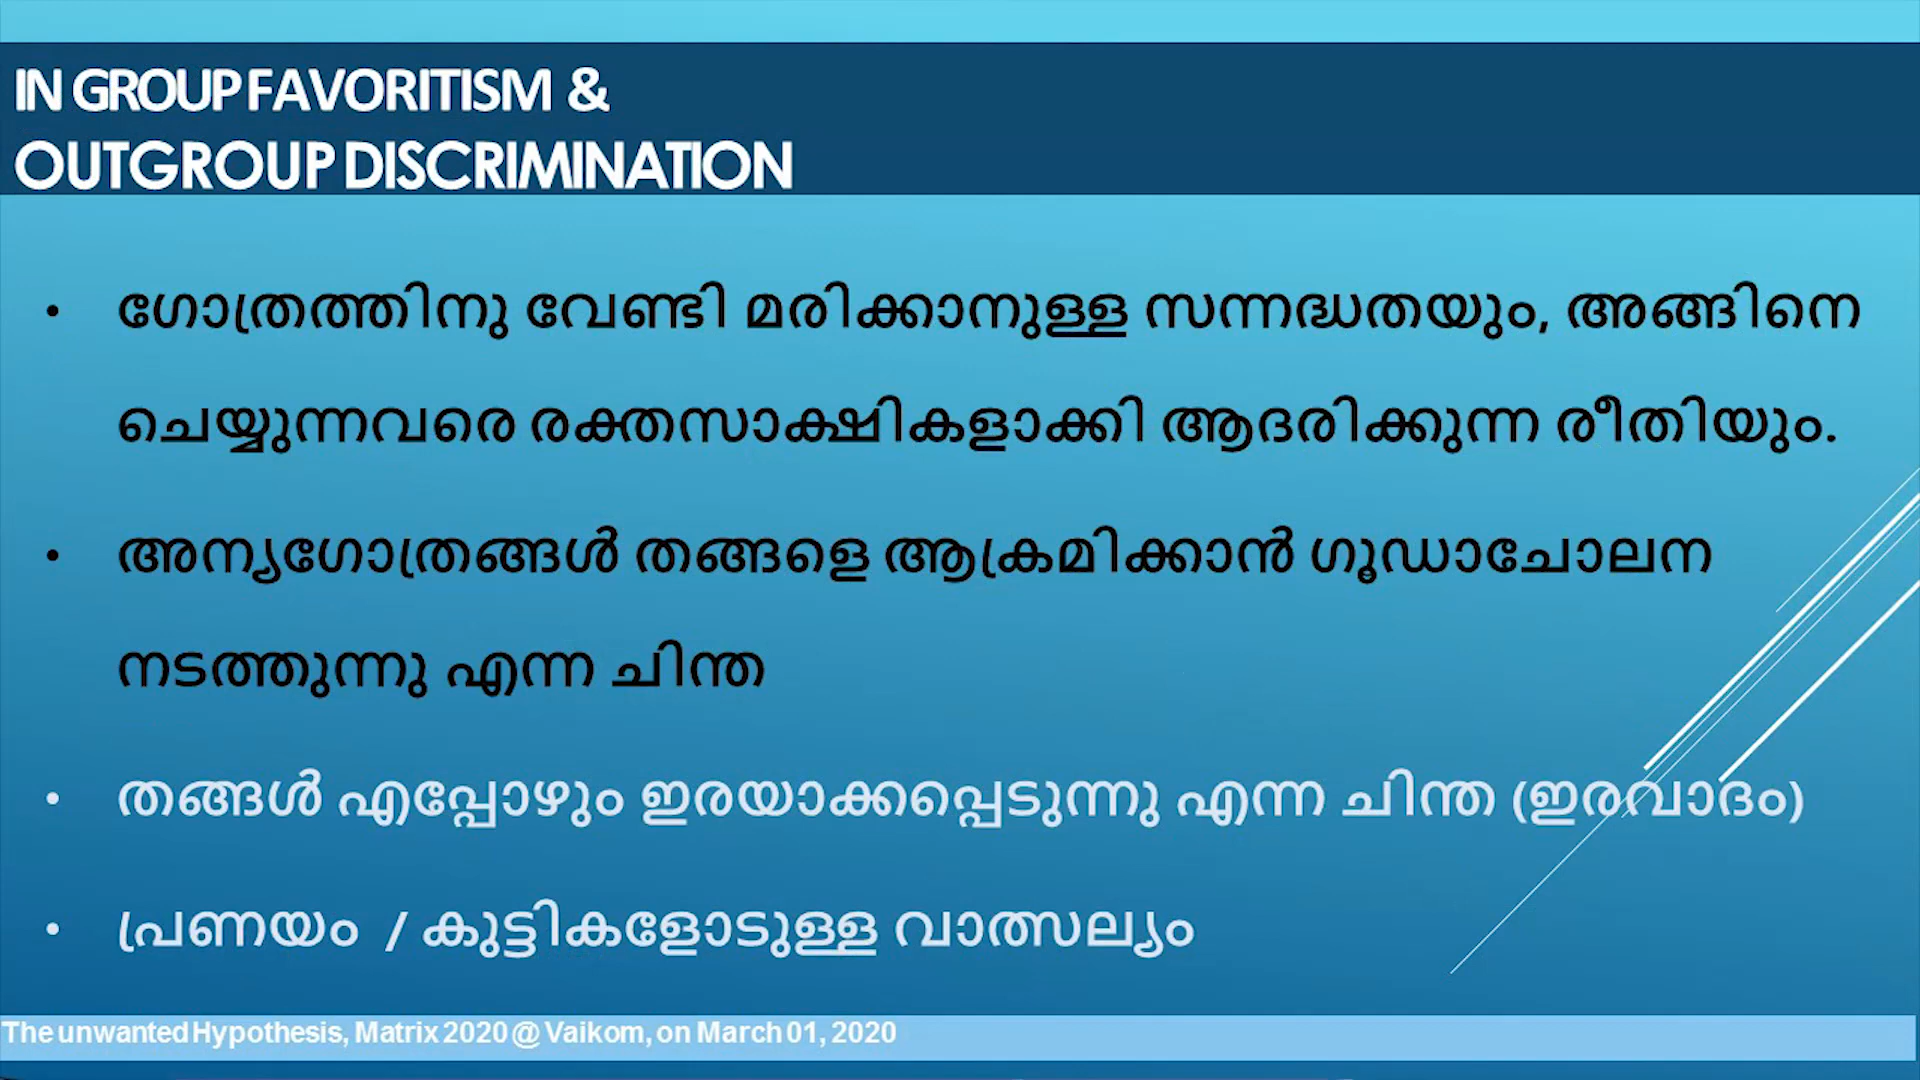 IN GROUP FAVORITISM &
OUTGROUP DISCRIMINATION
• ഗോത്രത്തിനു വേണ്ടി മരിക്കാനുള്ള സന്നദ്ധതയും, അങ്ങിനെ
ചെയ്യുന്നവരെ രക്തസാക്ഷികളാക്കി ആദരിക്കുന്ന രീതിയും.
• അന്യഗോത്രങ്ങൾ തങ്ങളെ ആക്രമിക്കാൻ ഗൂഡാചോലന
നടത്തുന്നു എന്ന ചിന്ത
• തങ്ങൾ എപ്പോഴും ഇരയാക്കപ്പെടുന്നു എന്ന ചിന്ത (ഇരവാദം)
• പ്രണയം / കുട്ടികളോടുള്ള വാത്സല്യം
The unwanted Hypothesis, Matrix 2020 @ Vaikom, on March 01, 2020